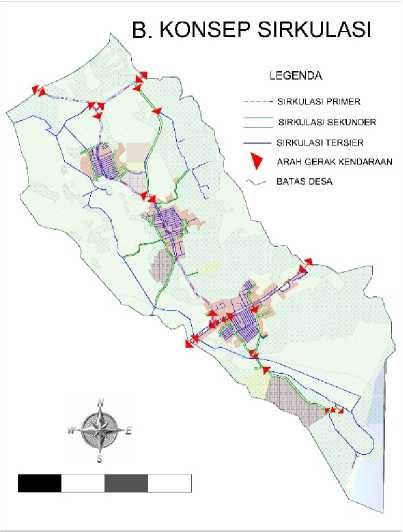 B. KONSEP SIRKULASI
LEGENDA
SIRKULASI PRIMER
SIRKULASI SEKUNDER
SIRKULASI TERSIER
ARAH GERAK KENDARAAN
BATAS DESA
N
W E
S